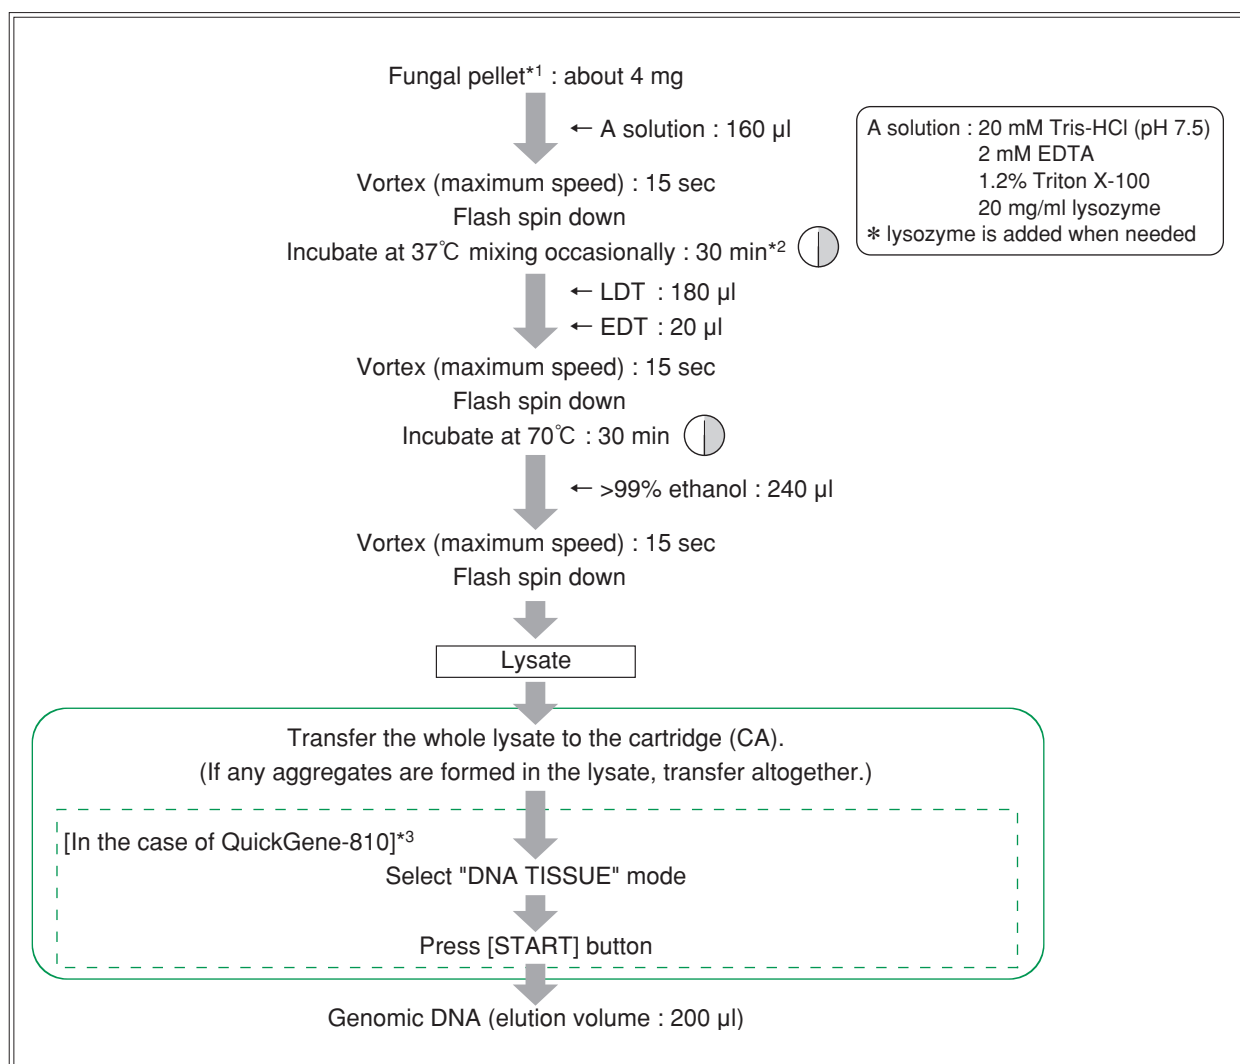 Fungal pellet*1 : about 4 mg
← A solution : 160 µl
A solution : 20 mM Tris-HCl (pH 7.5)
2 mM EDTA
1.2% Triton X-100
20 mg/ml lysozyme
* lysozyme is added when needed
Vortex (maximum speed) : 15 sec
Flash spin down
Incubate at 37℃ mixing occasionally : 30 min*2
← LDT : 180 µl
← EDT : 20 µl
Vortex (maximum speed) : 15 sec
Flash spin down
Incubate at 70℃ : 30 min
← >99% ethanol : 240 µl
Vortex (maximum speed) : 15 sec
Flash spin down
Lysate
Transfer the whole lysate to the cartridge (CA).
(If any aggregates are formed in the lysate, transfer altogether.)
[In the case of QuickGene-810]*3
Select "DNA TISSUE" mode
Press [START] button
Genomic DNA (elution volume : 200 µl)